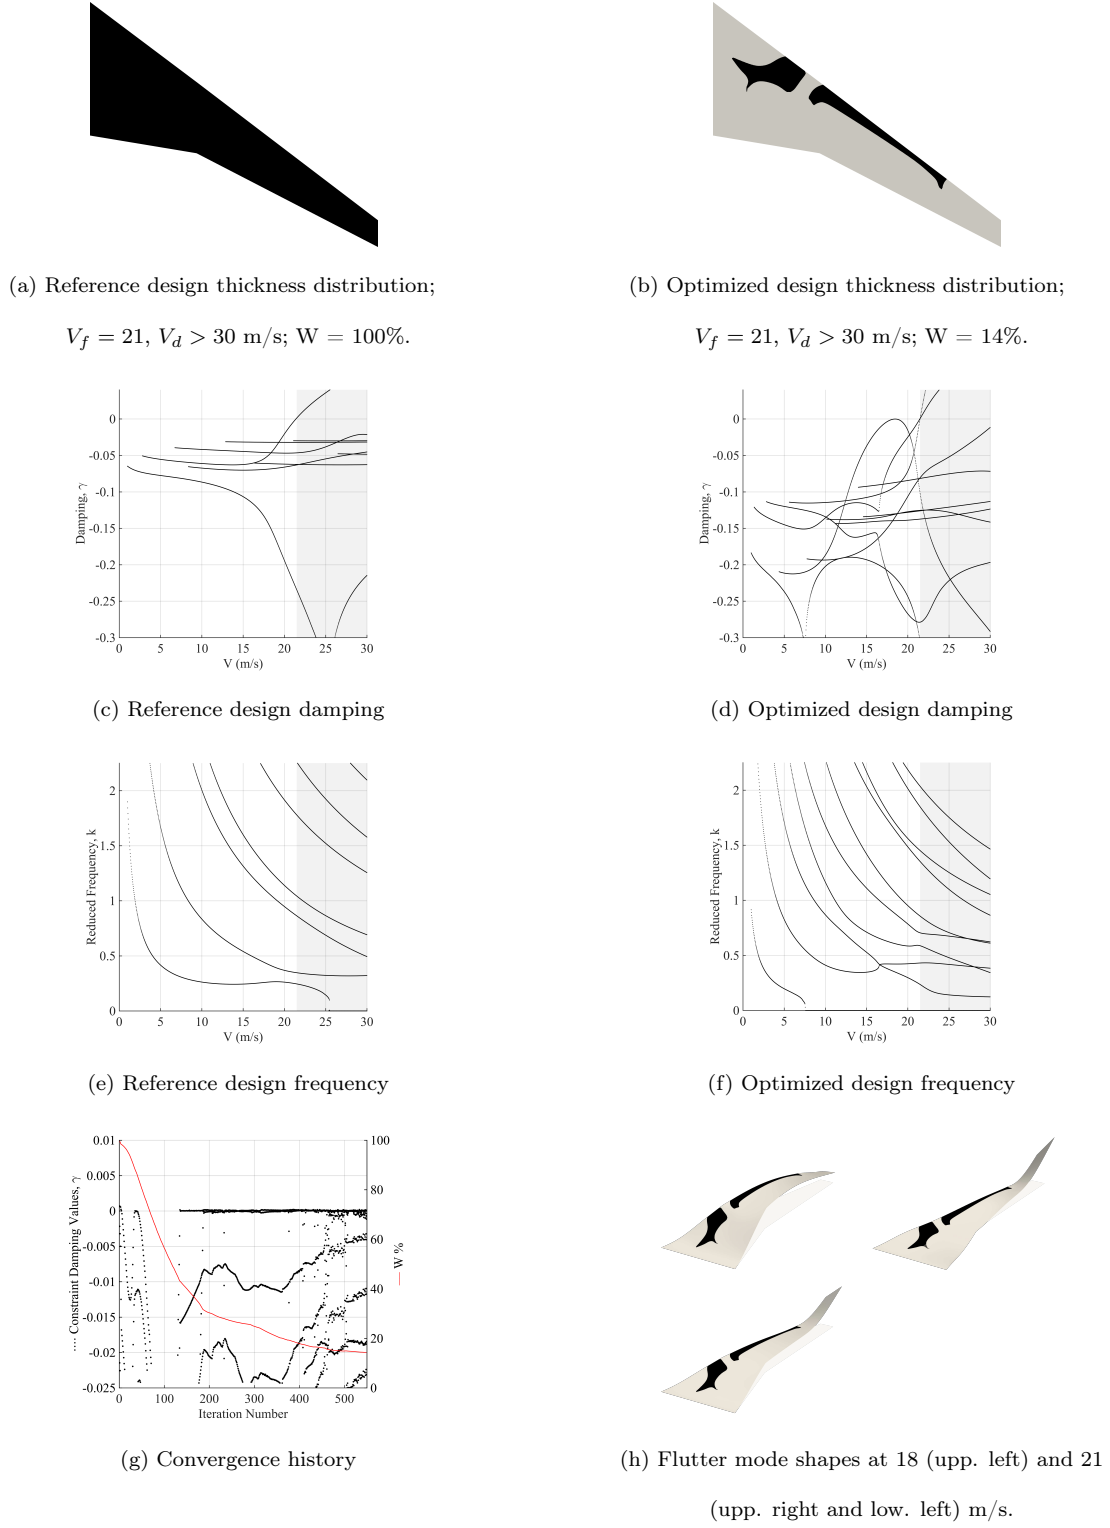 (a) Reference design thickness distribution;
V_f = 21, V_d > 30 m/s; W = 100%.
(b) Optimized design thickness distribution;
V_f = 21, V_d > 30 m/s; W = 14%.
0
-0.05
-0.1
-0.15
-0.2
-0.25
-0.3
Damping, γ
0 5 10 15 20 25 30
V (m/s)
(c) Reference design damping
0
-0.05
-0.1
-0.15
-0.2
-0.25
-0.3
Damping, γ
0 5 10 15 20 25 30
V (m/s)
(d) Optimized design damping
2
1.5
1
0.5
0
Reduced Frequency, k
0 5 10 15 20 25 30
V (m/s)
(e) Reference design frequency
2
1.5
1
0.5
0
Reduced Frequency, k
0 5 10 15 20 25 30
V (m/s)
(f) Optimized design frequency
0.01
0.005
0
-0.005
-0.01
-0.015
-0.02
-0.025
.... Constraint Damping Values, γ
100
80
60
40
20
0
— W %
0 100 200 300 400 500
Iteration Number
(g) Convergence history
(h) Flutter mode shapes at 18 (upp. left) and 21
(upp. right and low. left) m/s.